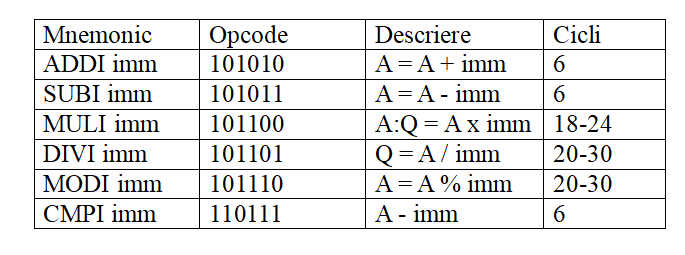 Mnemonic Opcode Descriere Cicli
ADDI imm 101010 A = A + imm 6
SUBI imm 101011 A = A - imm 6
MULI imm 101100 A:Q = A x imm 18-24
DIVI imm 101101 Q = A / imm 20-30
MODI imm 101110 A = A % imm 20-30
CMPI imm 110111 A - imm 6